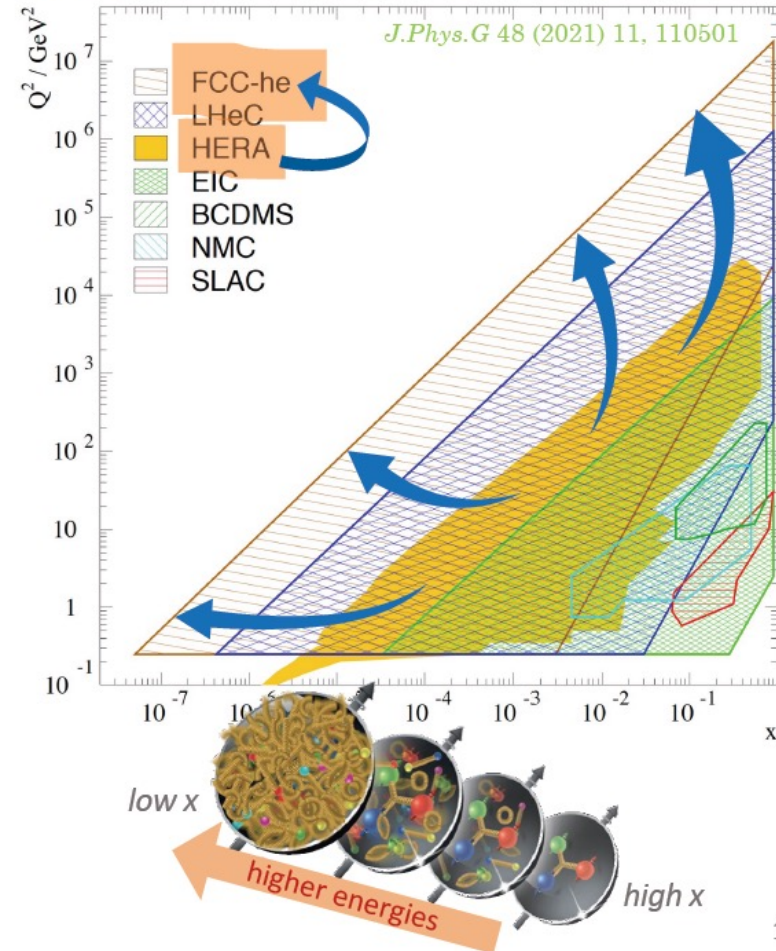 J.Phys.G 48 (2021) 11, 110501
Q² / GeV²
10⁷
10⁶
10⁵
10⁴
10³
10²
10
1
10⁻¹
FCC-he
LHeC
HERA
EIC
BCDMS
NMC
SLAC
10⁻⁷ 10⁻⁴ 10⁻³ 10⁻² 10⁻¹
x
low x
higher energies
high x